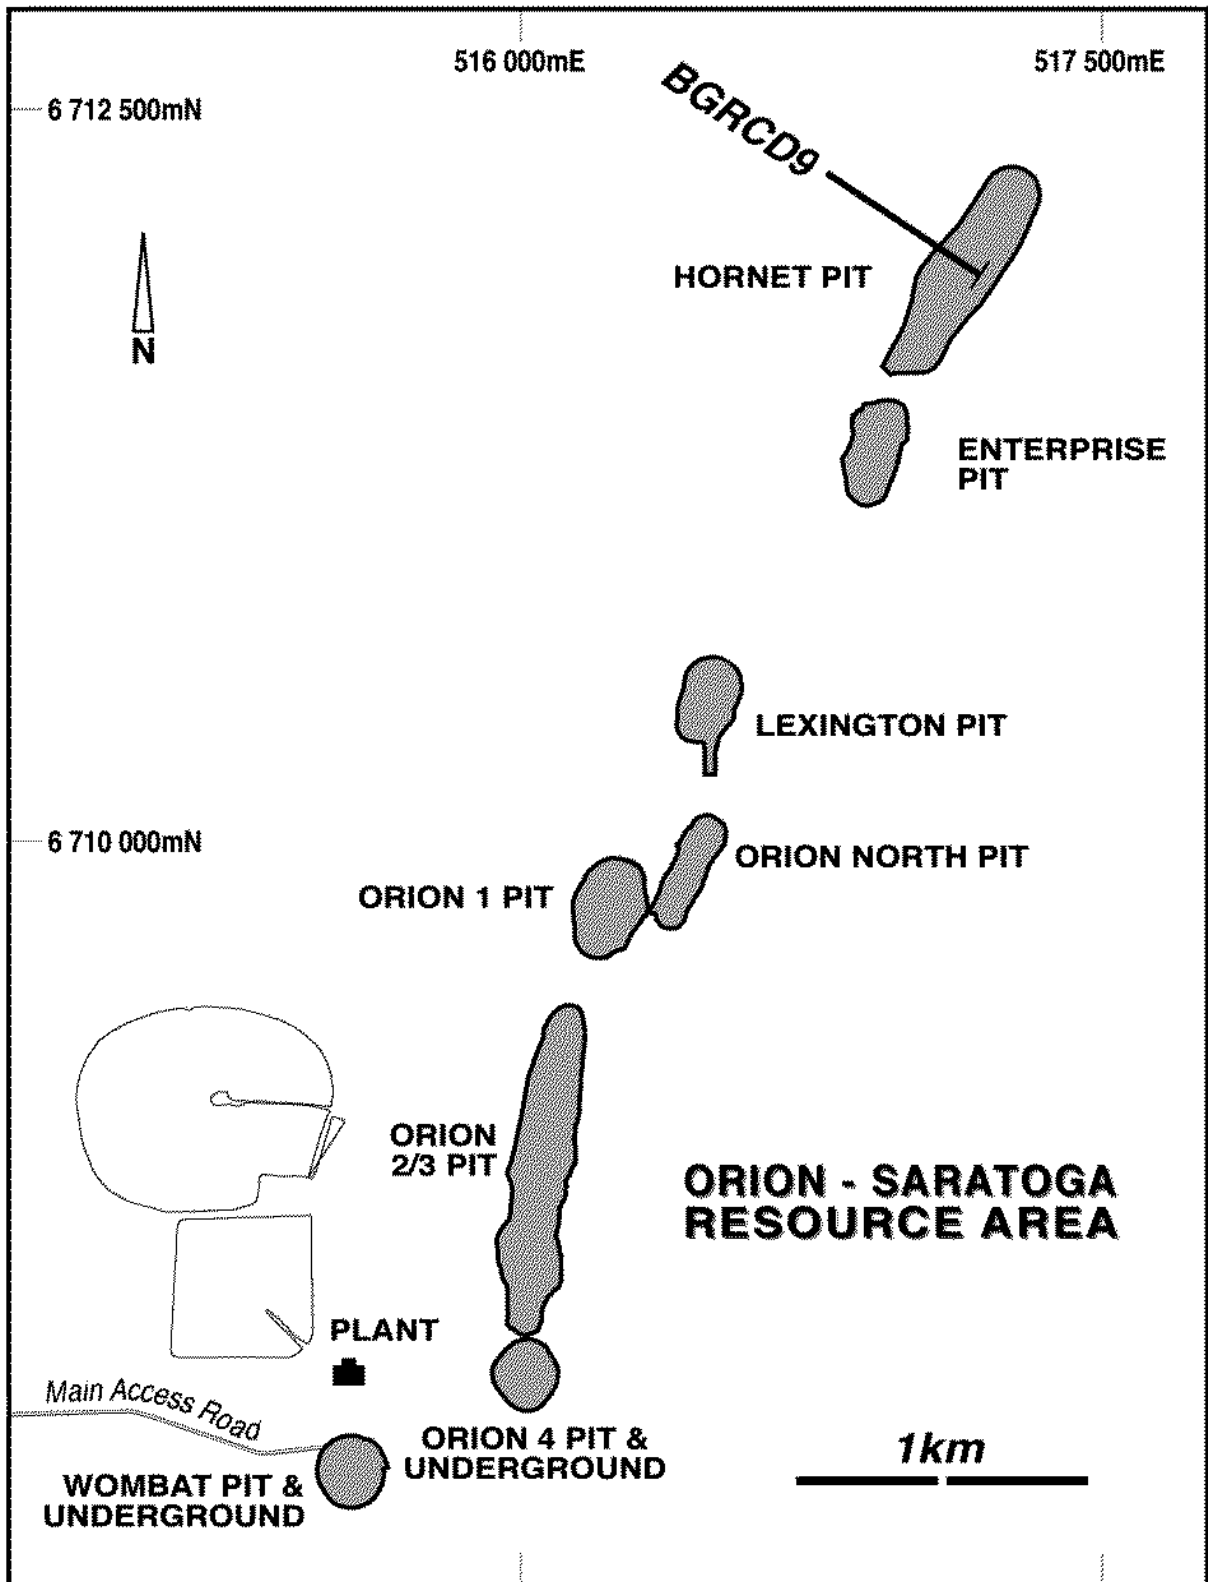 516 000mE
517 500mE
6 712 500mN
BGRCD9
HORNET PIT
N
ENTERPRISE
PIT
LEXINGTON PIT
6 710 000mN
ORION NORTH PIT
ORION 1 PIT
ORION
2/3 PIT
ORION - SARATOGA
RESOURCE AREA
PLANT
Main Access Road
ORION 4 PIT &
UNDERGROUND
1km
WOMBAT PIT &
UNDERGROUND